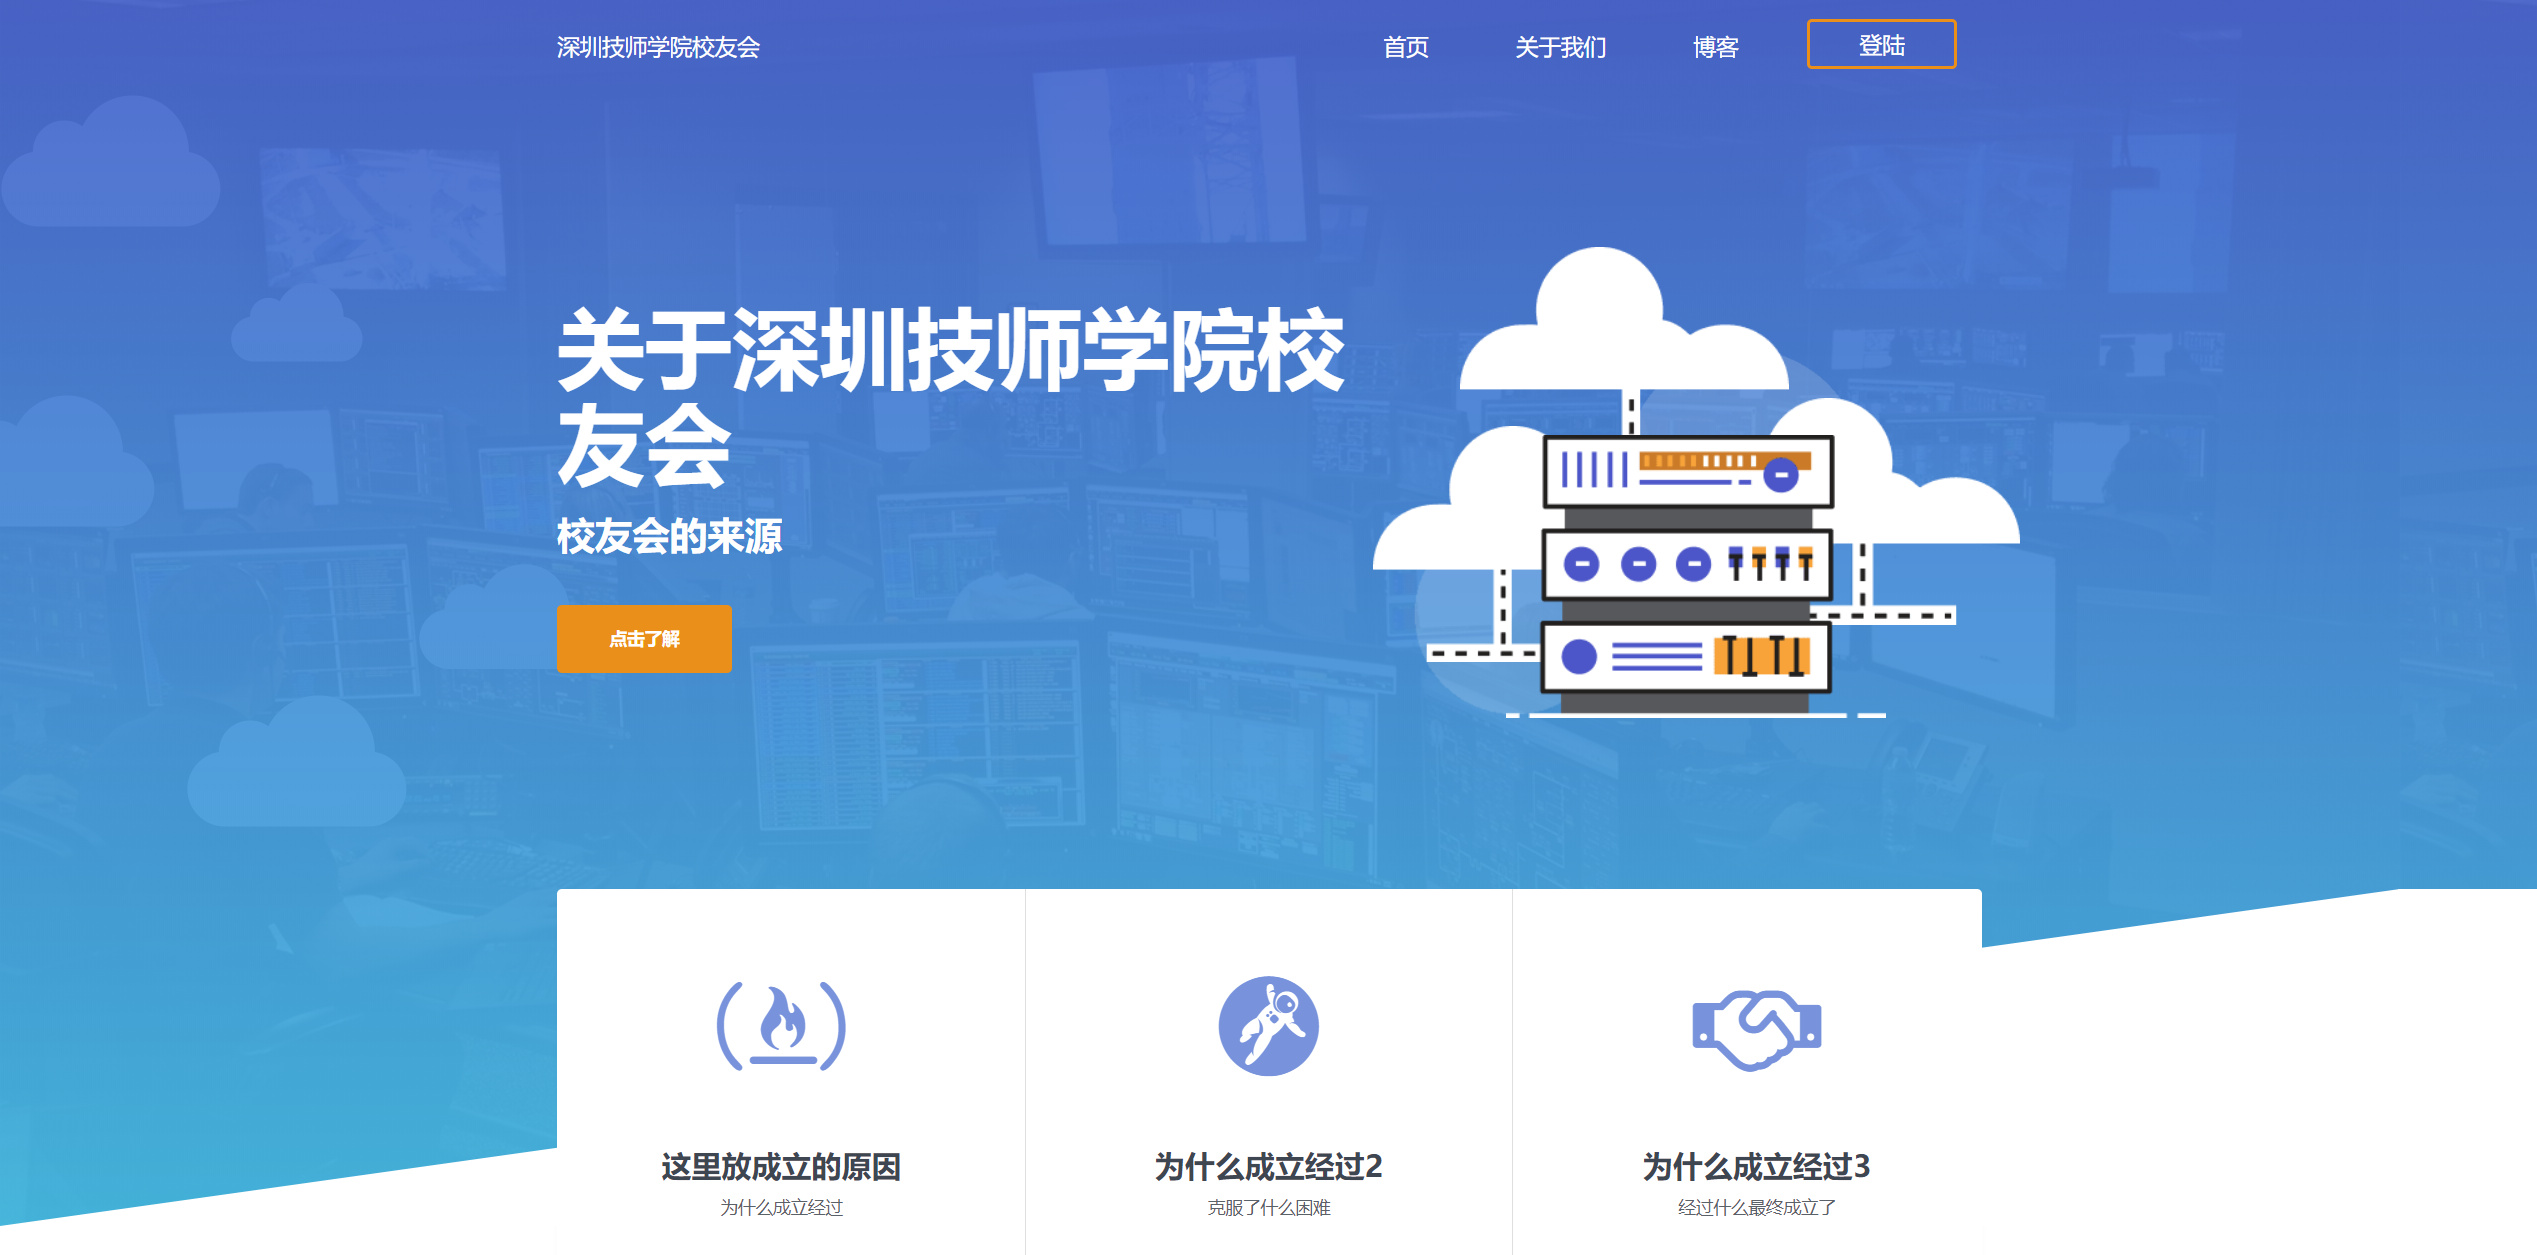 深圳技师学院校友会
首页
关于我们
博客
登陆
关于深圳技师学院校
友会
校友会的来源
点击了解
这里放成立的原因
为什么成立经过
为什么成立经过2
克服了什么困难
为什么成立经过3
经过什么最终成立了